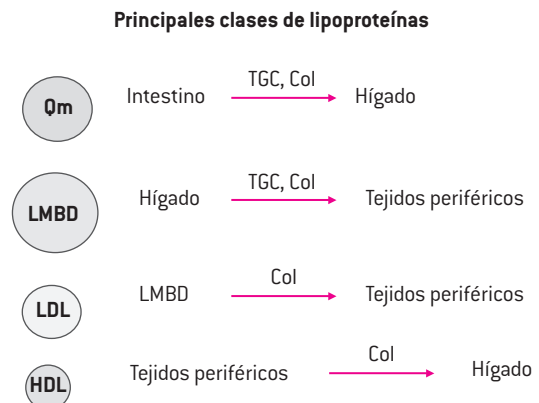 Principales clases de lipoproteínas
Qm Intestino TGC, Col Hígado
LMBD Hígado TGC, Col Tejidos periféricos
LDL LMBD Col Tejidos periféricos
HDL Tejidos periféricos Col Hígado